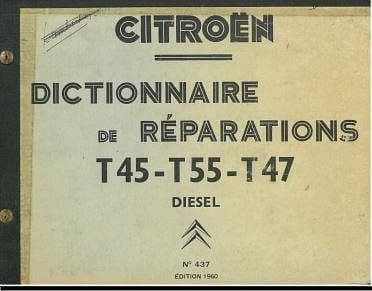 CITROËN
DICTIONNAIRE
DE RÉPARATIONS
T45-T55-T47
DIESEL
N° 437
ÉDITION 1960